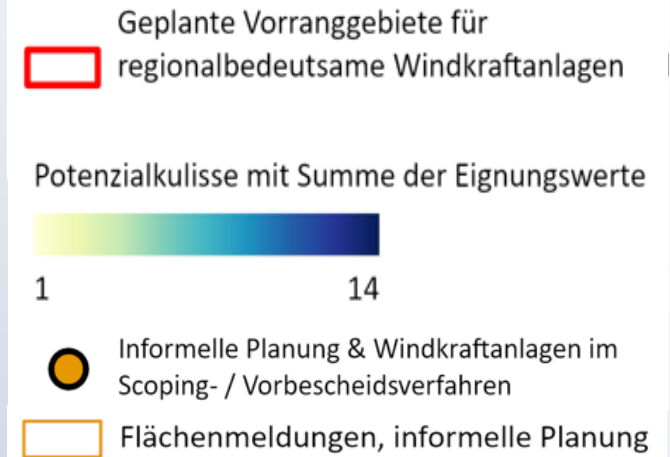 Geplante Vorranggebiete für
regionalbedeutsame Windkraftanlagen
Potenzialkulisse mit Summe der Eignungswerte
1 14
Informelle Planung & Windkraftanlagen im
Scoping- / Vorbescheidsverfahren
Flächenmeldungen, informelle Planung